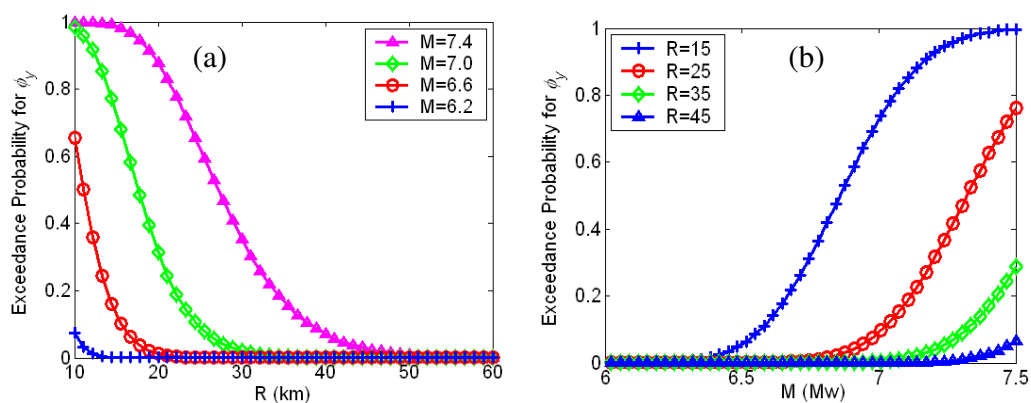 (a)
M=7.4
M=7.0
M=6.6
M=6.2
Exceedance Probability for ϕy
1
0.8
0.6
0.4
0.2
0
10
20
30
40
50
60
R (km)
(b)
R=15
R=25
R=35
R=45
Exceedance Probability for ϕy
1
0.8
0.6
0.4
0.2
0
6
6.5
7
7.5
M (Mw)